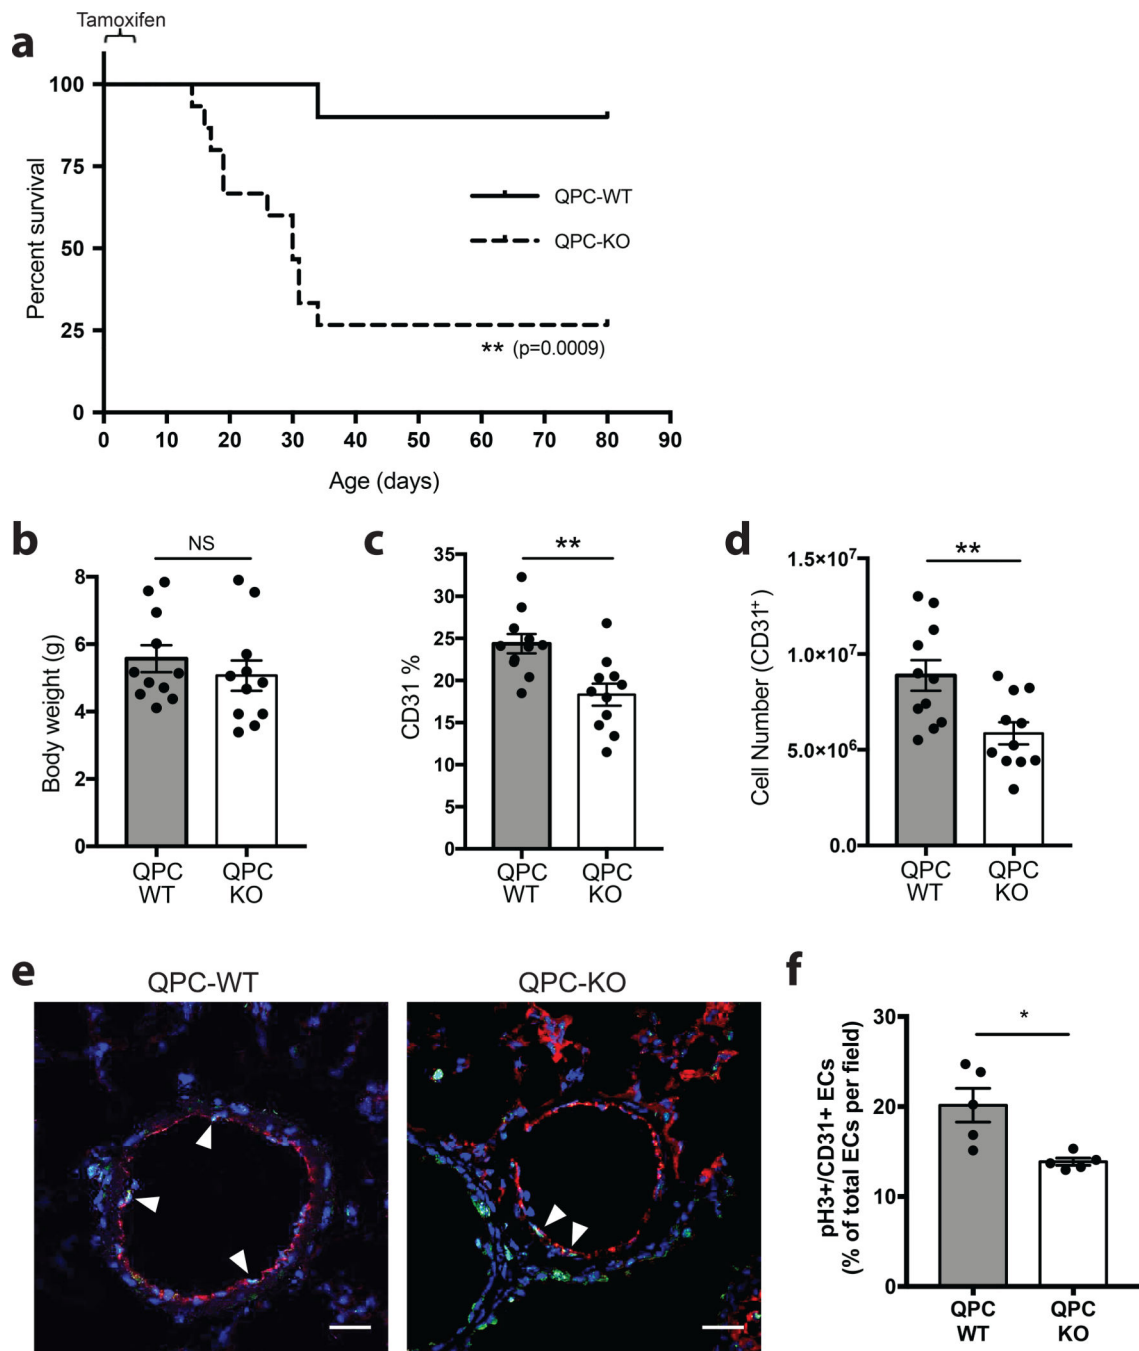 Tamoxifen
a
100
75
50
25
0
Percent survival
QPC-WT
QPC-KO
** (p=0.0009)
0 10 20 30 40 50 60 70 80 90
Age (days)
b
NS
8
6
4
2
0
Body weight (g)
QPC
WT
QPC
KO
c
**
35
30
25
20
15
10
5
0
CD31 %
QPC
WT
QPC
KO
d
**
1.5×10⁷
1.0×10⁷
5.0×10⁶
0.0
Cell Number (CD31⁺)
QPC
WT
QPC
KO
e
QPC-WT
QPC-KO
f
*
30
20
10
0
pH3+/CD31+ ECs
(% of total ECs per field)
QPC
WT
QPC
KO